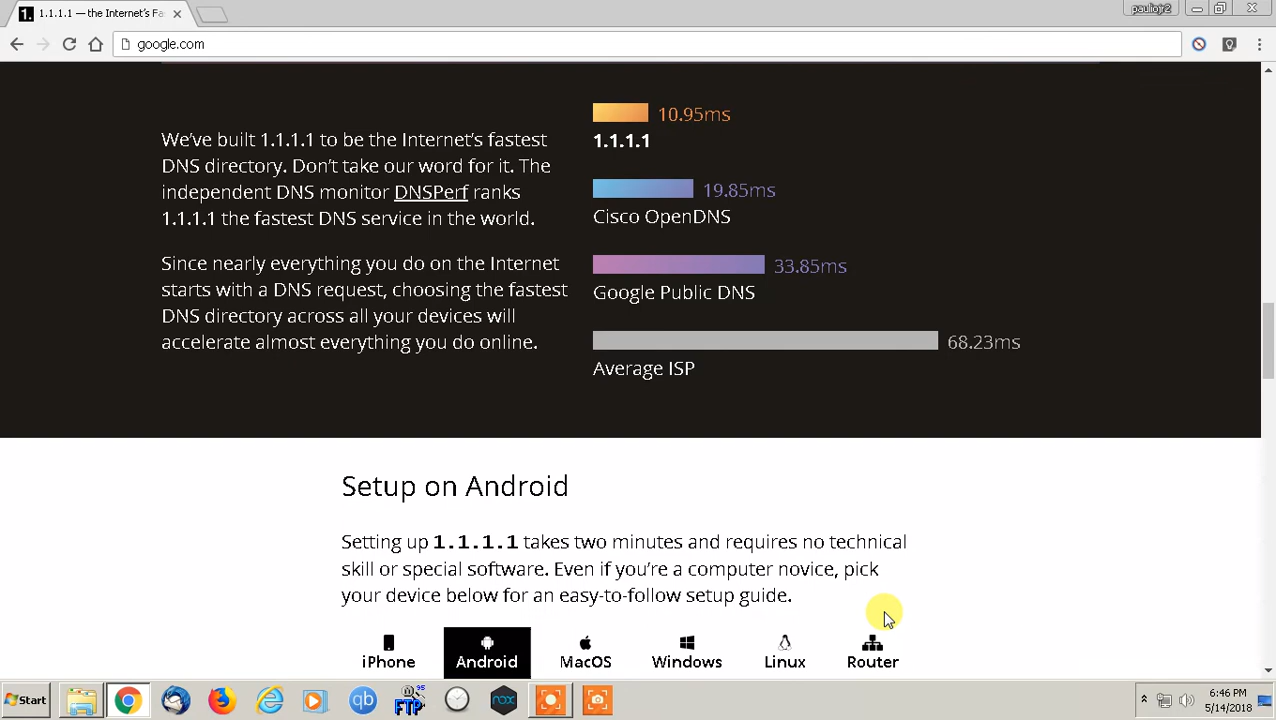 1.1.1.1 — the Internet's Fa
paullojr2
google.com
We've built 1.1.1.1 to be the Internet's fastest
DNS directory. Don't take our word for it. The
independent DNS monitor DNSPerf ranks
1.1.1.1 the fastest DNS service in the world.
Since nearly everything you do on the Internet
starts with a DNS request, choosing the fastest
DNS directory across all your devices will
accelerate almost everything you do online.
10.95ms
1.1.1.1
19.85ms
Cisco OpenDNS
33.85ms
Google Public DNS
68.23ms
Average ISP
Setup on Android
Setting up 1.1.1.1 takes two minutes and requires no technical
skill or special software. Even if you're a computer novice, pick
your device below for an easy-to-follow setup guide.
iPhone Android MacOS Windows Linux Router
Start
qb
FTP
nox
6:46 PM
5/14/2018